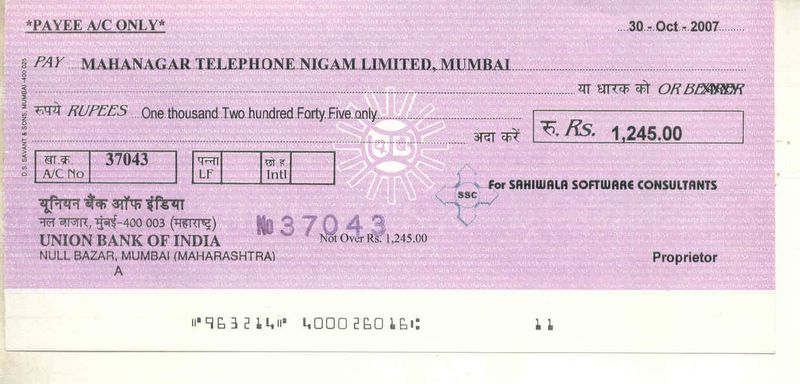 *PAYEE A/C ONLY*
30 - Oct - 2007
PAY MAHANAGAR TELEPHONE NIGAM LIMITED, MUMBAI
या धारक को OR BEARER
रुपये RUPEES One thousand Two hundred Forty Five only
अदा करें रु. Rs. 1,245.00
खा.क्र. A/C No 37043 पन्ना LF Intl
For SAHIWALA SOFTWARE CONSULTANTS
SSC
यूनियन बैंक ऑफ इंडिया
नल बाजार, मुंबई-400 003 (महाराष्ट्र)
No 37043
Not Over Rs. 1,245.00
UNION BANK OF INDIA
NULL BAZAR, MUMBAI (MAHARASHTRA)
Proprietor
A
D.S. SAVANT & SONS, MUMBAI-400 025
⑈963214⑈ 400026016⑆ 11